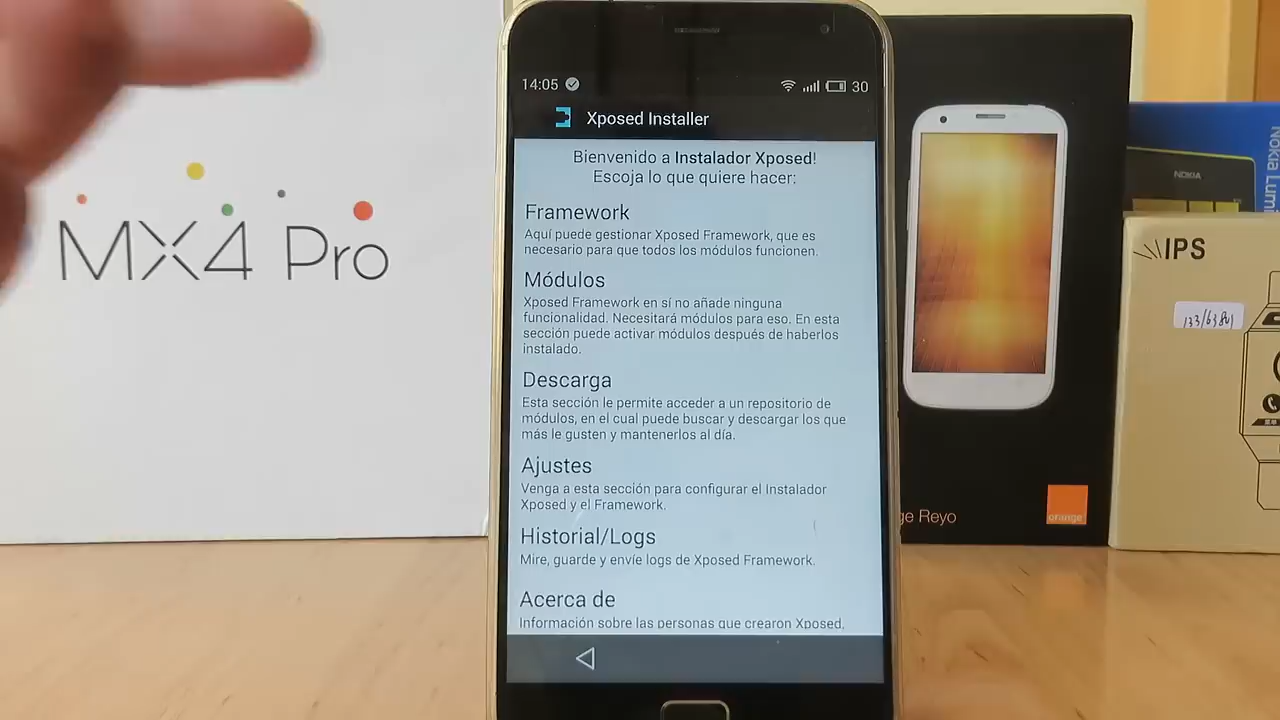 MX4 Pro
14:05
30
Xposed Installer
Bienvenido a Instalador Xposed!
Escoja lo que quiere hacer:
Framework
Aquí puede gestionar Xposed Framework, que es
necesario para que todos los módulos funcionen.
Módulos
Xposed Framework en sí no añade ninguna
funcionalidad. Necesitará módulos para eso. En esta
sección puede activar módulos después de haberlos
instalado.
Descarga
Esta sección le permite acceder a un repositorio de
módulos, en el cual puede buscar y descargar los que
más le gusten y mantenerlos al día.
Ajustes
Venga a esta sección para configurar el Instalador
Xposed y el Framework.
Historial/Logs
Mire, guarde y envíe logs de Xposed Framework.
Acerca de
Información sobre las personas que crearon Xposed,
ge Reyo
orange
NOKIA
Nokia Lumi
IPS